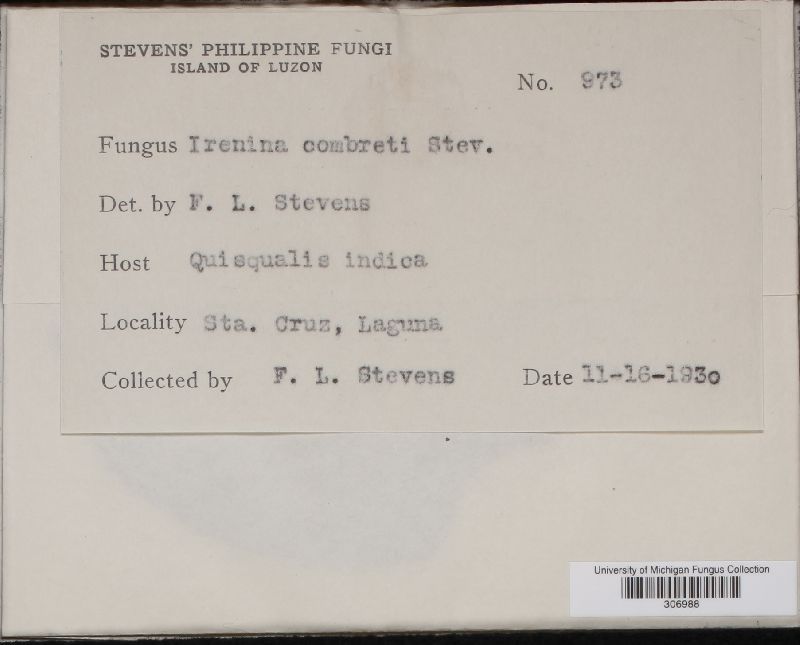 STEVENS' PHILIPPINE FUNGI
ISLAND OF LUZON
No. 973
Fungus Irenina combreti Stev.
Det. by F. L. Stevens
Host Quisqualis indica
Locality Sta. Cruz, Laguna
Collected by F. L. Stevens Date 11-16-1930
University of Michigan Fungus Collection
306986